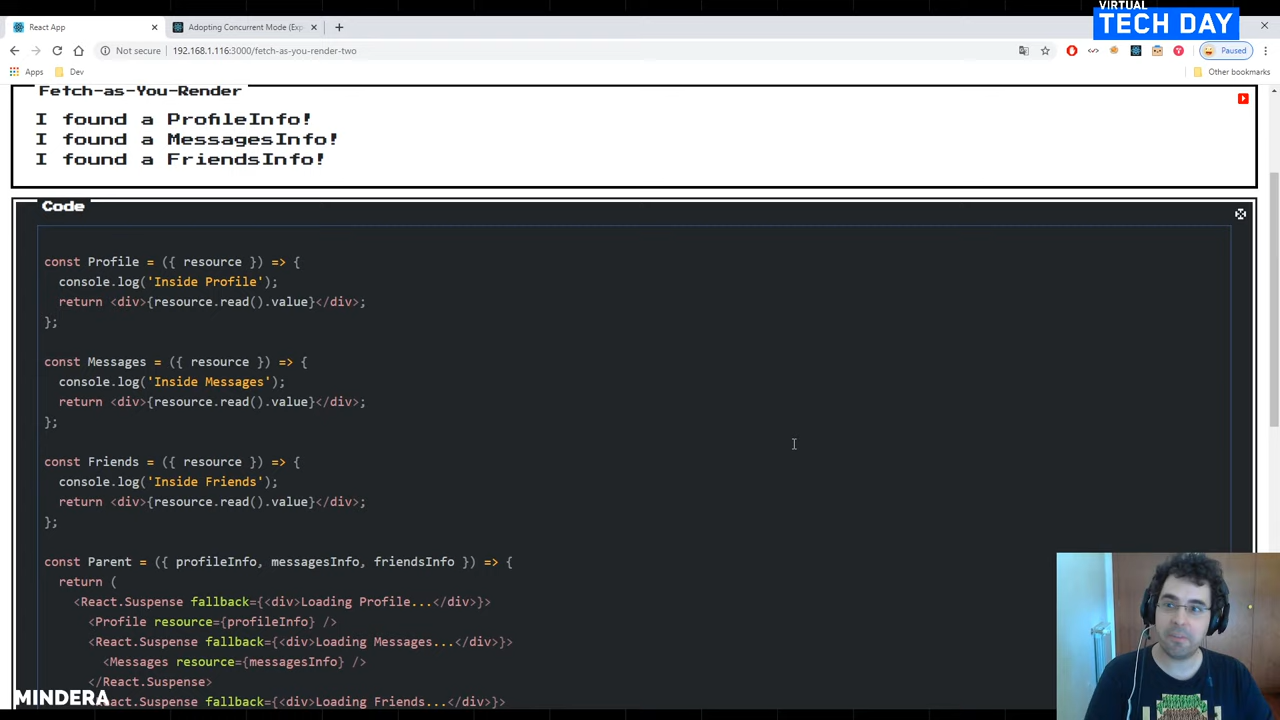 VIRTUAL
TECH DAY
React App
Adopting Concurrent Mode (Exp
Not secure
192.168.1.116:3000/fetch-as-you-render-two
Paused
Apps
Dev
Other bookmarks
Fetch-as-You-Render
I found a ProfileInfo!
I found a MessagesInfo!
I found a FriendsInfo!
Code
const Profile = ({ resource }) => {
console.log('Inside Profile');
return <div>{resource.read().value}</div>;
};
const Messages = ({ resource }) => {
console.log('Inside Messages');
return <div>{resource.read().value}</div>;
};
const Friends = ({ resource }) => {
console.log('Inside Friends');
return <div>{resource.read().value}</div>;
};
const Parent = ({ profileInfo, messagesInfo, friendsInfo }) => {
return (
<React.Suspense fallback={<div>Loading Profile...</div>}>
<Profile resource={profileInfo} />
<React.Suspense fallback={<div>Loading Messages...</div>}>
<Messages resource={messagesInfo} />
</React.Suspense>
React.Suspense fallback={<div>Loading Friends...</div>}>
MINDERA